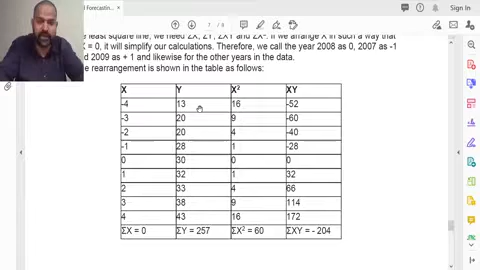 Forecasting
7 / 8
least square line, we need ΣX, ΣY, ΣXY and ΣX². If we arrange X in such a way that
X = 0, it will simplify our calculations. Therefore, we call the year 2008 as 0, 2007 as -1
d 2009 as + 1 and likewise for the other years in the data.
e rearrangement is shown in the table as follows:
X Y X² XY
-4 13 16 -52
-3 20 9 -60
-2 20 4 -40
-1 28 1 -28
0 30 0 0
1 32 1 32
2 33 4 66
3 38 9 114
4 43 16 172
ΣX = 0 ΣY = 257 ΣX² = 60 ΣXY = - 204